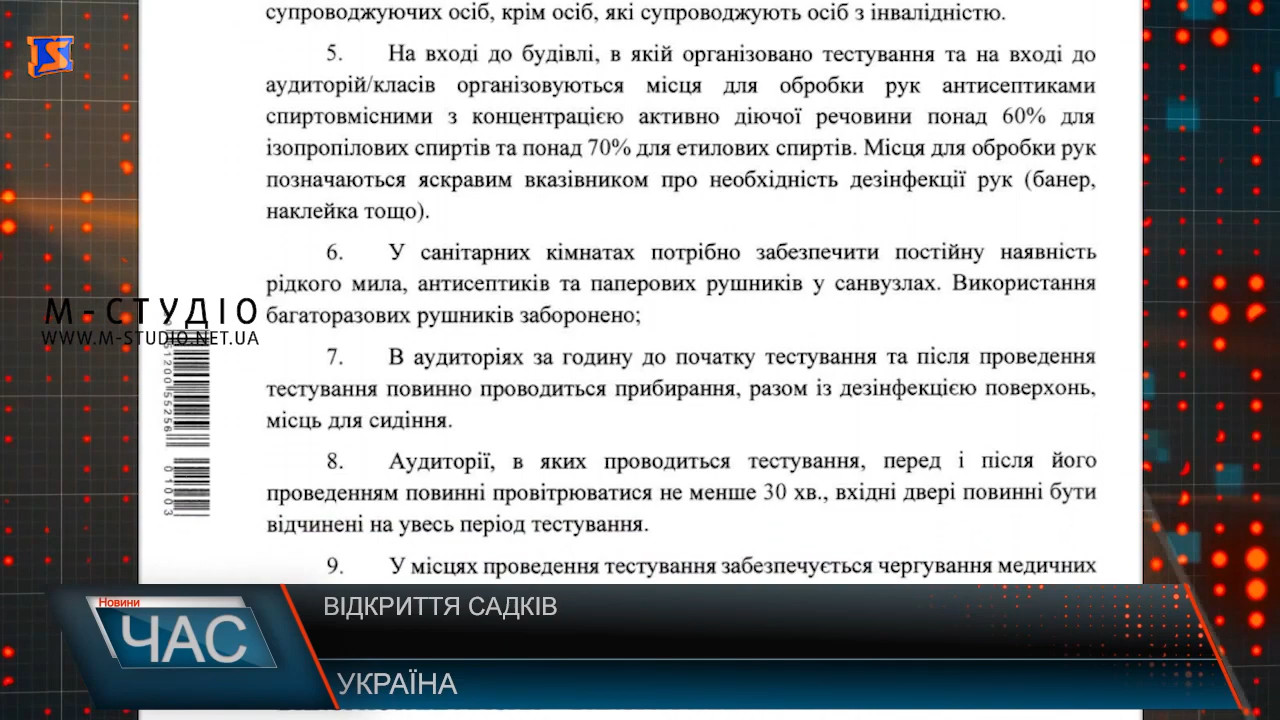 супроводжуючих осіб, крім осіб, які супроводжують осіб з інвалідністю.
5. На вході до будівлі, в якій організовано тестування та на вході до
аудиторій/класів організовуються місця для обробки рук антисептиками
спиртовмісними з концентрацією активно діючої речовини понад 60% для
ізопропілових спиртів та понад 70% для етилових спиртів. Місця для обробки рук
позначаються яскравим вказівником про необхідність дезінфекції рук (банер,
наклейка тощо).
6. У санітарних кімнатах потрібно забезпечити постійну наявність
рідкого мила, антисептиків та паперових рушників у санвузлах. Використання
багаторазових рушників заборонено;
М-СТУДІО
WWW.M-STUDIO.NET.UA
7. В аудиторіях за годину до початку тестування та після проведення
тестування повинно проводиться прибирання, разом із дезінфекцією поверхонь,
місць для сидіння.
8. Аудиторії, в яких проводиться тестування, перед і після його
проведенням повинні провітрюватися не менше 30 хв., вхідні двері повинні бути
відчинені на увесь період тестування.
01003
9. У місцях проведення тестування забезпечується чергування медичних
Новини
ЧАС
ВІДКРИТТЯ САДКІВ
УКРАЇНА